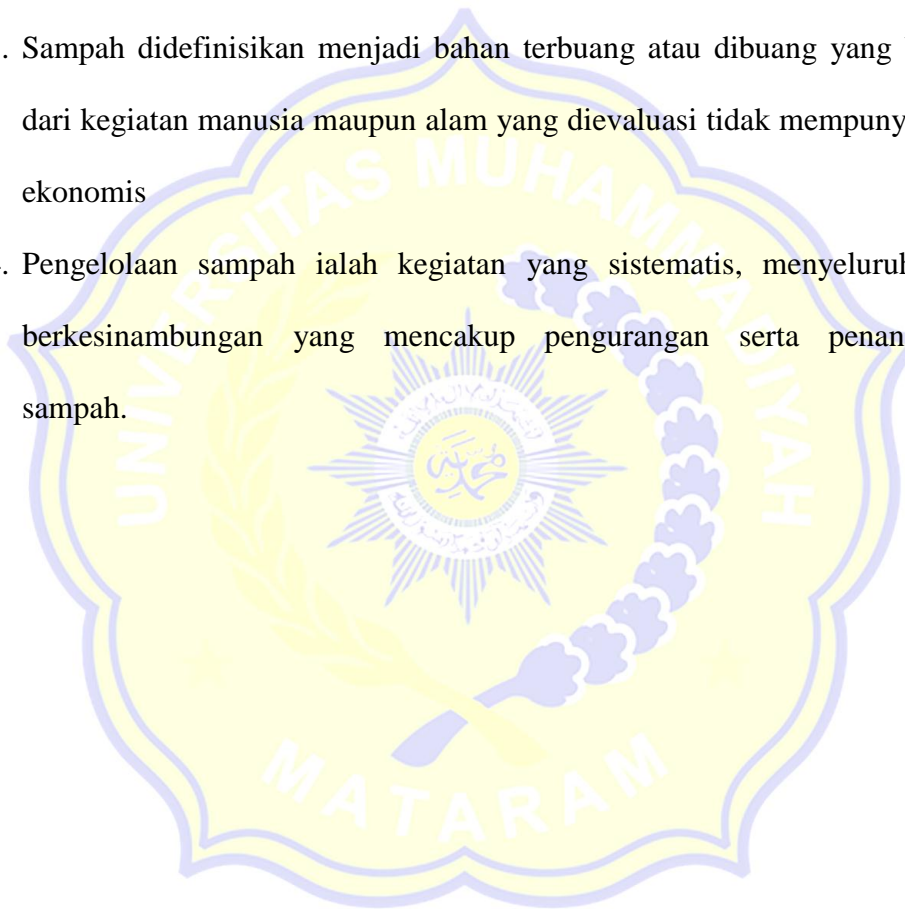 . Sampah didefinisikan menjadi bahan terbuang atau dibuang yang
dari kegiatan manusia maupun alam yang dievaluasi tidak mempuny
ekonomis
. Pengelolaan sampah ialah kegiatan yang sistematis, menyeluruh
berkesinambungan yang mencakup pengurangan serta penan
sampah.
UNIVERSITAS MUHAMMADIYAH
MATARAM